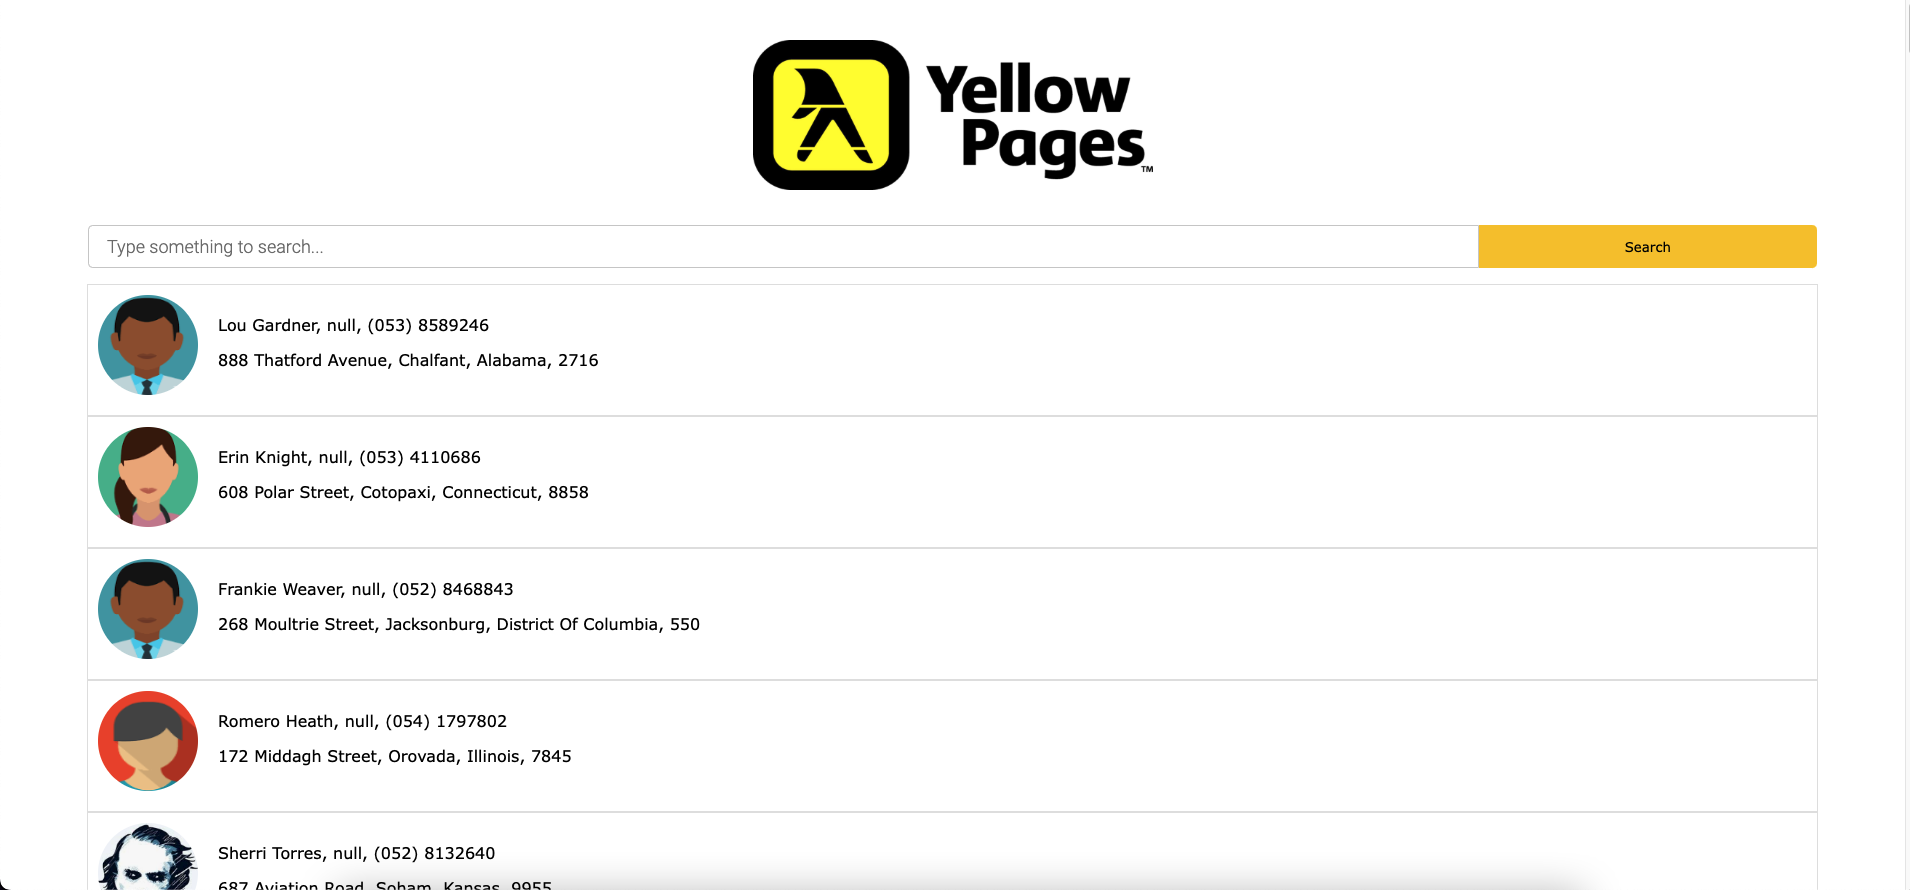 Yellow
Pages™
Type something to search...
Search
Lou Gardner, null, (053) 8589246
888 Thatford Avenue, Chalfant, Alabama, 2716
Erin Knight, null, (053) 4110686
608 Polar Street, Cotopaxi, Connecticut, 8858
Frankie Weaver, null, (052) 8468843
268 Moultrie Street, Jacksonburg, District Of Columbia, 550
Romero Heath, null, (054) 1797802
172 Middagh Street, Orovada, Illinois, 7845
Sherri Torres, null, (052) 8132640
687 Aviation Road, Soham, Kansas, 9955